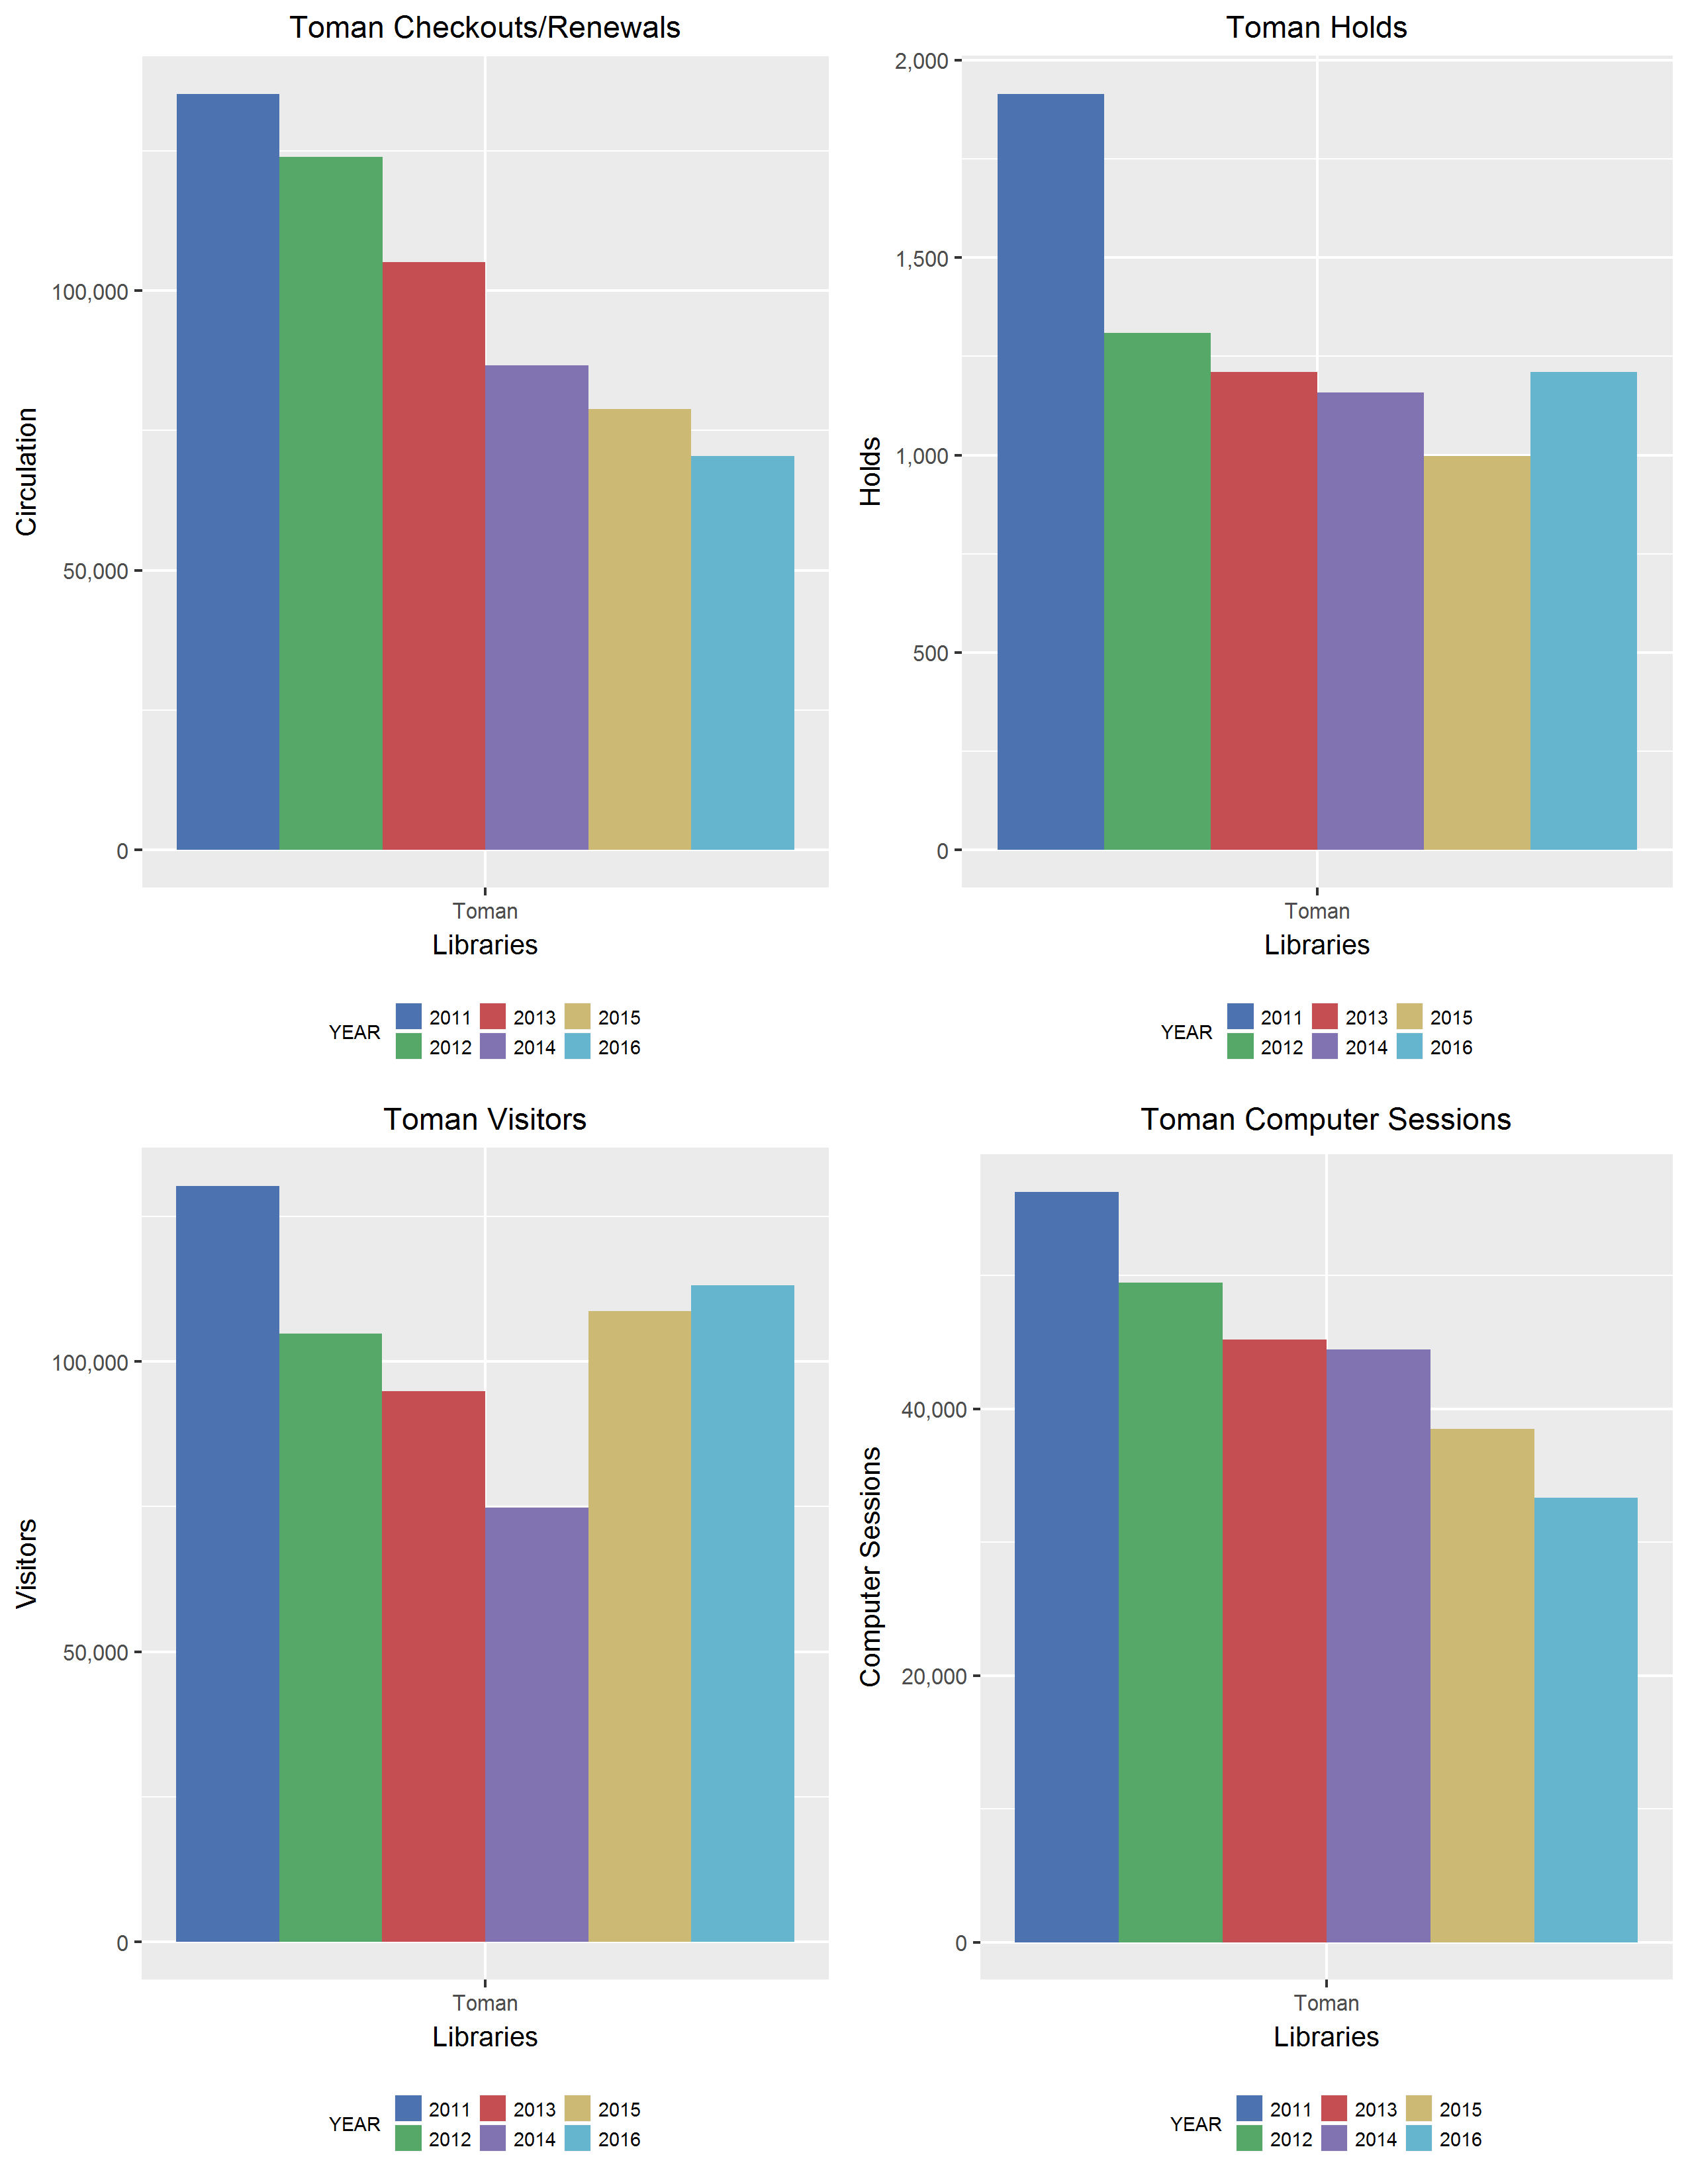 Toman Checkouts/Renewals
Circulation
100,000
50,000
0
Toman
Libraries
YEAR
2011 2013 2015
2012 2014 2016
Toman Holds
Holds
2,000
1,500
1,000
500
0
Toman
Libraries
YEAR
2011 2013 2015
2012 2014 2016
Toman Visitors
Visitors
100,000
50,000
0
Toman
Libraries
YEAR
2011 2013 2015
2012 2014 2016
Toman Computer Sessions
Computer Sessions
40,000
20,000
0
Toman
Libraries
YEAR
2011 2013 2015
2012 2014 2016